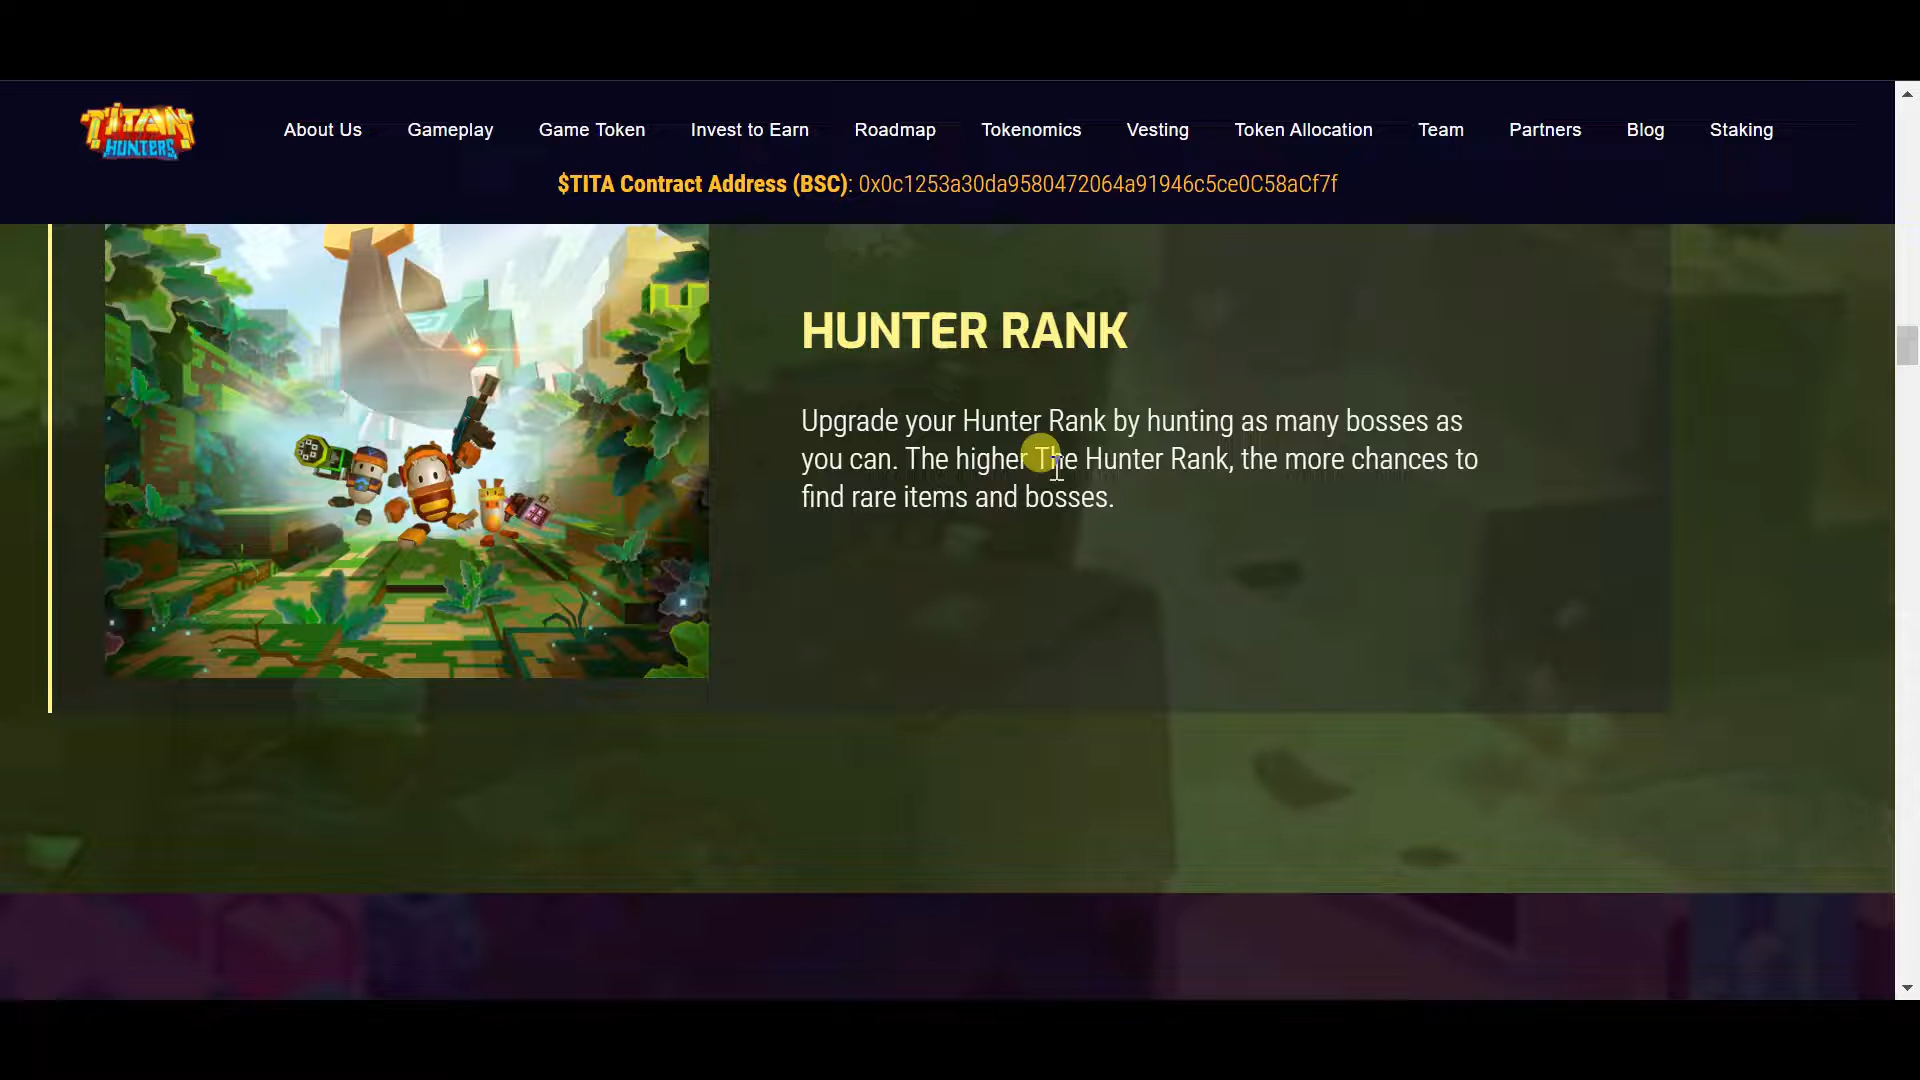 TITAN
HUNTERS
About Us Gameplay Game Token Invest to Earn Roadmap Tokenomics Vesting Token Allocation Team Partners Blog Staking
$TITA Contract Address (BSC): 0x0c1253a30da9580472064a91946c5ce0C58aCf7f
HUNTER RANK
Upgrade your Hunter Rank by hunting as many bosses as
you can. The higher The Hunter Rank, the more chances to
find rare items and bosses.